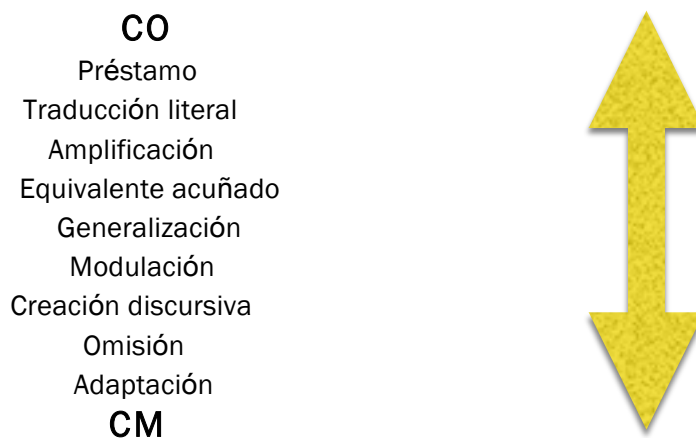 CO
Préstamo
Traducción literal
Amplificación
Equivalente acuñado
Generalización
Modulación
Creación discursiva
Omisión
Adaptación
CM